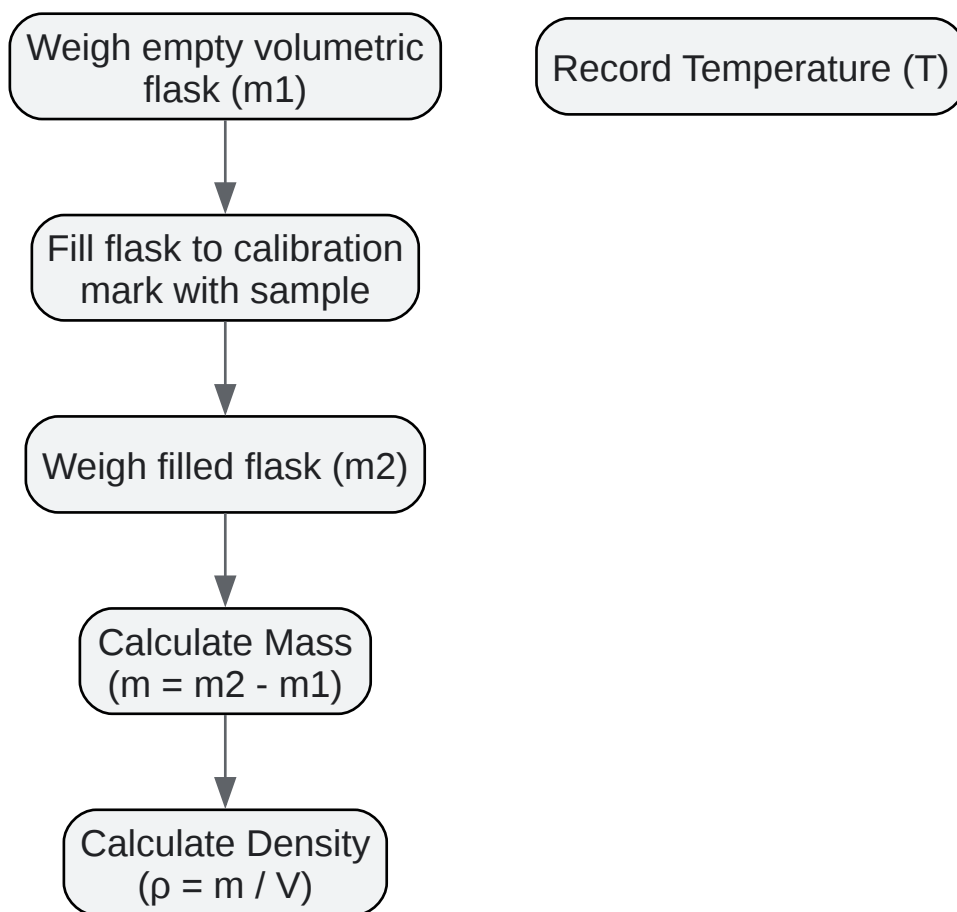 Weigh empty volumetric
flask (m1)
Record Temperature (T)
Fill flask to calibration
mark with sample
Weigh filled flask (m2)
Calculate Mass
(m = m2 - m1)
Calculate Density
(ρ = m / V)